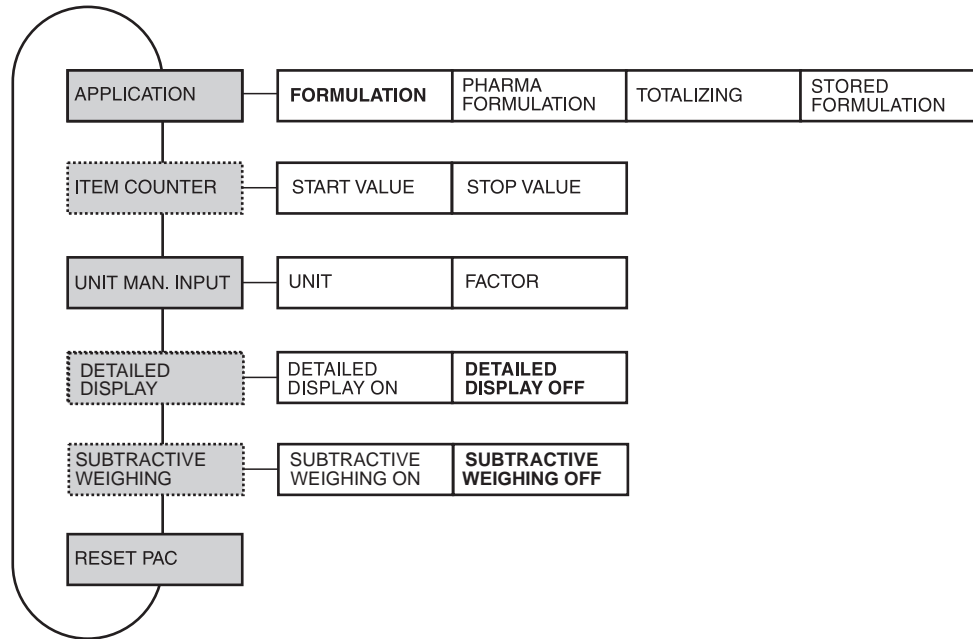 APPLICATION
FORMULATION
PHARMA
FORMULATION
TOTALIZING
STORED
FORMULATION
ITEM COUNTER
START VALUE
STOP VALUE
UNIT MAN. INPUT
UNIT
FACTOR
DETAILED
DISPLAY
DETAILED
DISPLAY ON
DETAILED
DISPLAY OFF
SUBTRACTIVE
WEIGHING
SUBTRACTIVE
WEIGHING ON
SUBTRACTIVE
WEIGHING OFF
RESET PAC